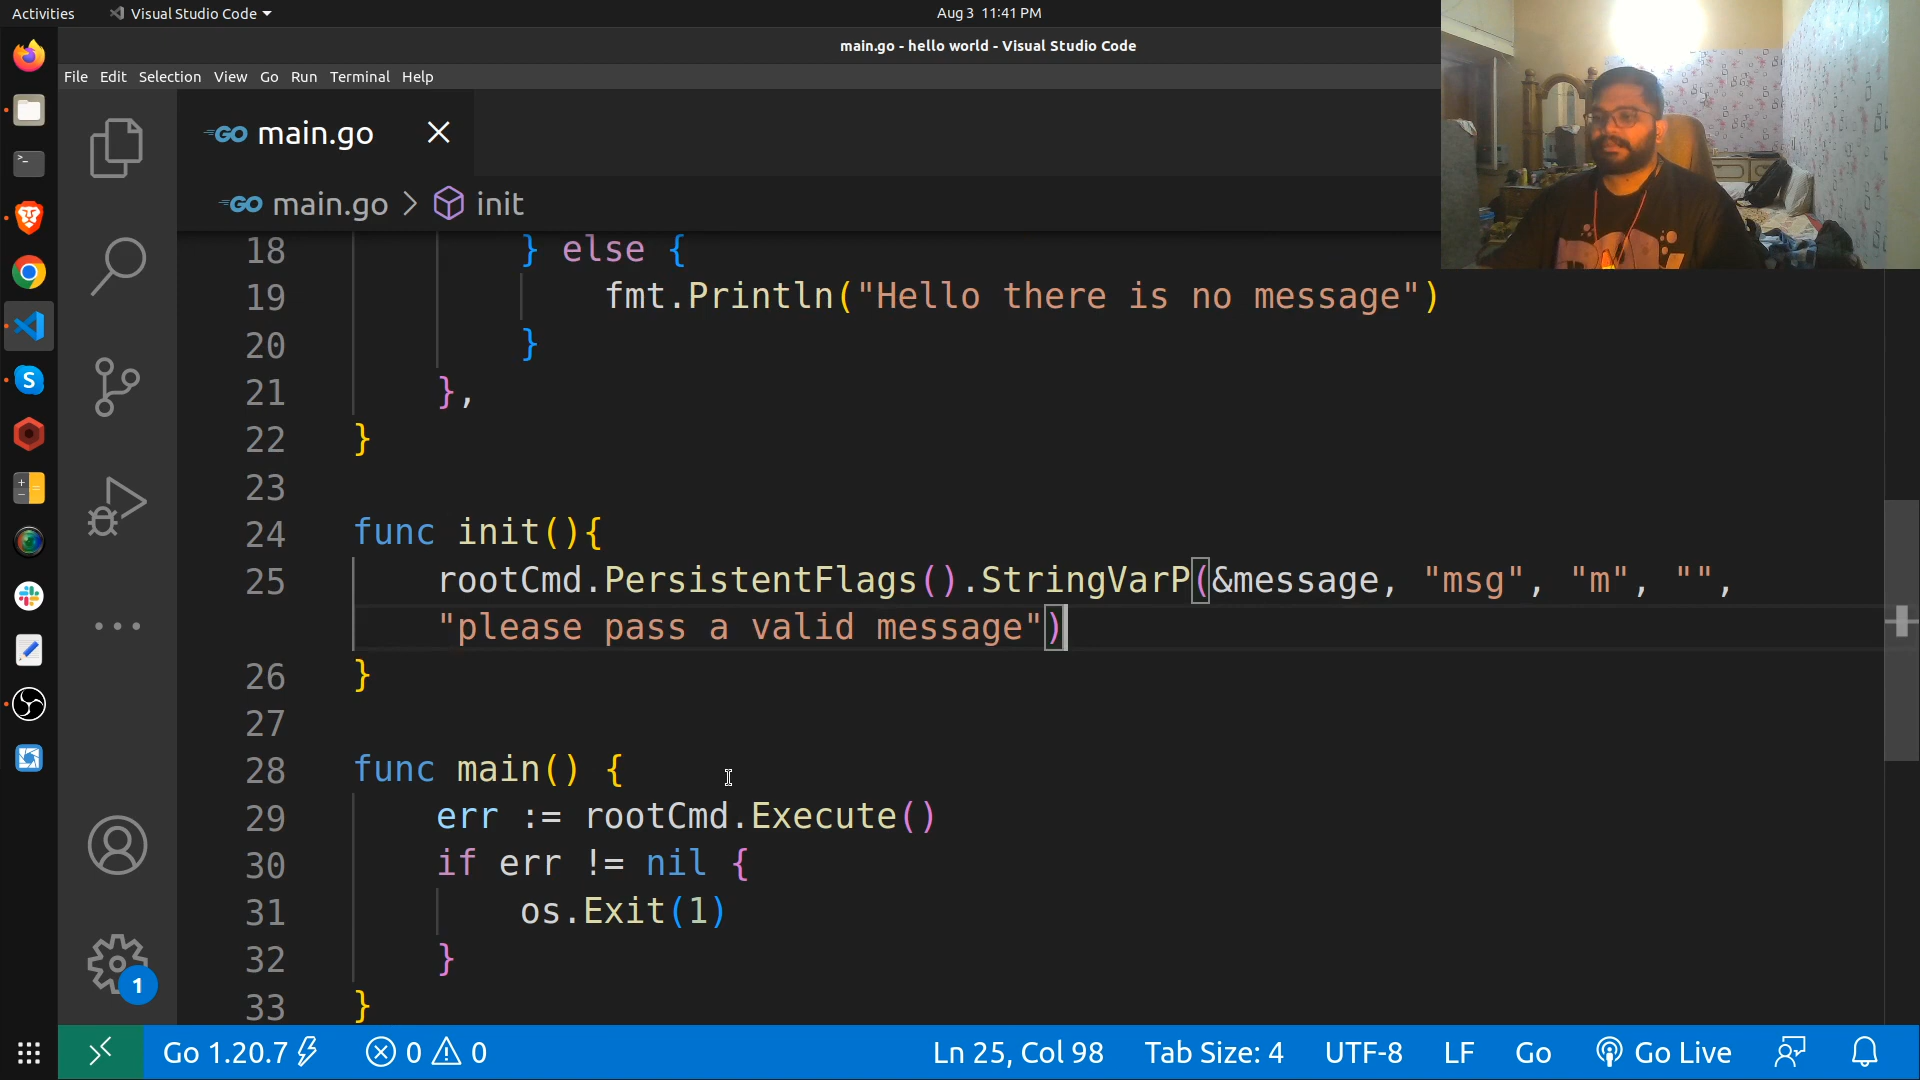 Activities Visual Studio Code Aug 3 11:41 PM
main.go - hello world - Visual Studio Code
File Edit Selection View Go Run Terminal Help
GO main.go
GO main.go > init
18 } else {
19 fmt.Println("Hello there is no message")
20 }
21 },
22 }
23
24 func init(){
25 rootCmd.PersistentFlags().StringVarP(&message, "msg", "m", "",
"please pass a valid message")
26 }
27
28 func main() {
29 err := rootCmd.Execute()
30 if err != nil {
31 os.Exit(1)
32 }
33 }
1
Go 1.20.7 0 0 Ln 25, Col 98 Tab Size: 4 UTF-8 LF Go Go Live